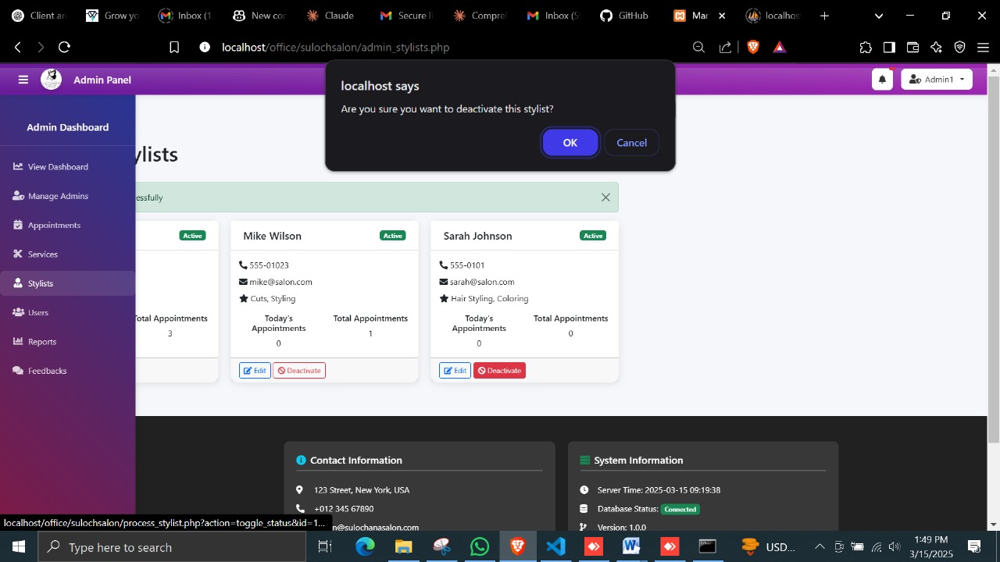 Client an
Grow yo
Inbox (1
New con
Claude
Secure li
Compre
Inbox (5
GitHub
Mar
localhos
localhost/office/sulochsalon/admin_stylists.php
Admin Panel
Admin1
localhost says
Are you sure you want to deactivate this stylist?
OK
Cancel
Admin Dashboard
View Dashboard
Manage Admins
Appointments
Services
Stylists
Users
Reports
Feedbacks
ylists
essfully
Active
Total Appointments
3
Mike Wilson
Active
555-01023
mike@salon.com
Cuts, Styling
Today's
Appointments
0
Total Appointments
1
Edit
Deactivate
Sarah Johnson
Active
555-0101
sarah@salon.com
Hair Styling, Coloring
Today's
Appointments
0
Total Appointments
0
Edit
Deactivate
Contact Information
123 Street, New York, USA
+012 345 67890
n@sulochanasalon.com
System Information
Server Time: 2025-03-15 09:19:38
Database Status: Connected
Version: 1.0.0
localhost/office/sulochsalon/process_stylist.php?action=toggle_status&id=1...
Type here to search
USD...
1:49 PM
3/15/2025